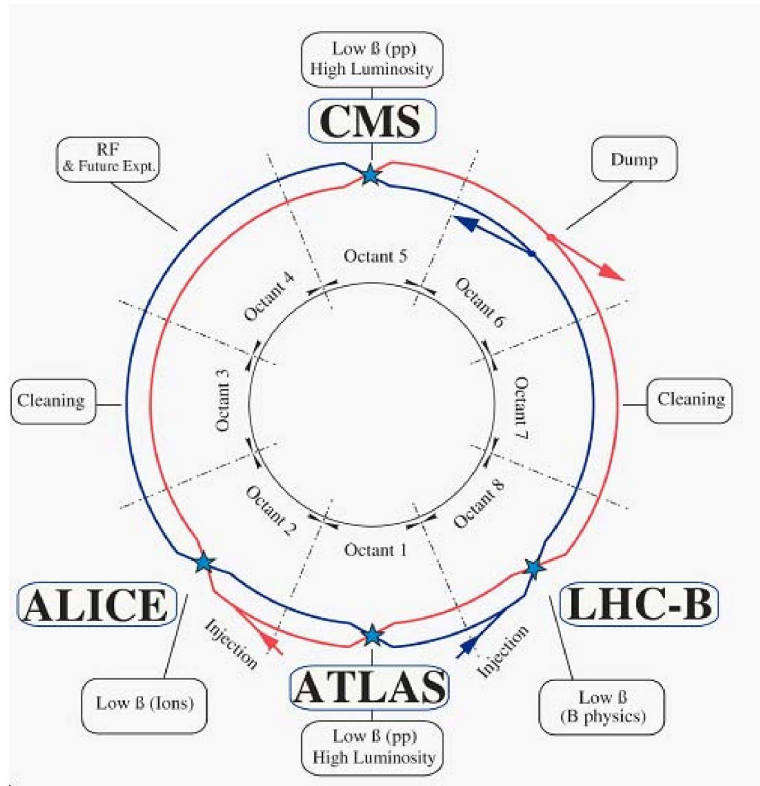 Low ß (pp)
High Luminosity
CMS
RF
& Future Expt.
Dump
Octant 5
Octant 4
Octant 6
Cleaning
Octant 3
Octant 7
Cleaning
Octant 2
Octant 8
Octant 1
ALICE
LHC-B
Injection
Injection
ATLAS
Low ß (Ions)
Low ß
(B physics)
Low ß (pp)
High Luminosity